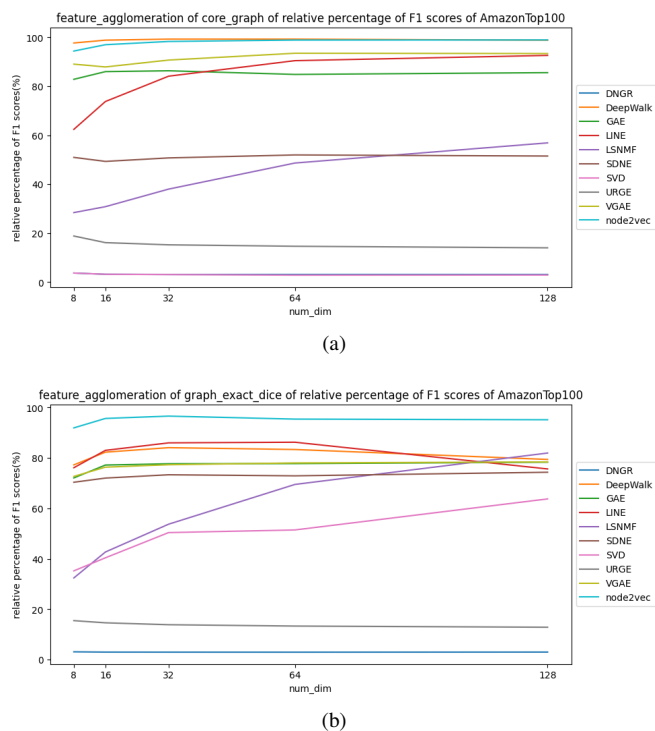 feature_agglomeration of core_graph of relative percentage of F1 scores of AmazonTop100
relative percentage of F1 scores(%)
100
80
60
40
20
0
8 16 32 64 128
num_dim
DNGR
DeepWalk
GAE
LINE
LSNMF
SDNE
SVD
URGE
VGAE
node2vec
(a)
feature_agglomeration of graph_exact_dice of relative percentage of F1 scores of AmazonTop100
relative percentage of F1 scores(%)
100
80
60
40
20
0
8 16 32 64 128
num_dim
DNGR
DeepWalk
GAE
LINE
LSNMF
SDNE
SVD
URGE
VGAE
node2vec
(b)